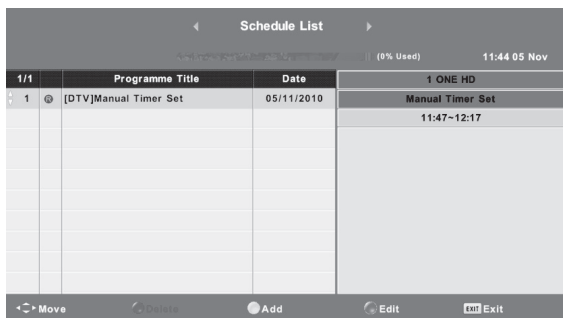 Schedule List
(0% Used) 11:44 05 Nov
1/1 Programme Title Date 1 ONE HD
1 [DTV]Manual Timer Set 05/11/2010 Manual Timer Set
11:47~12:17
Move Delete Add Edit EXIT Exit